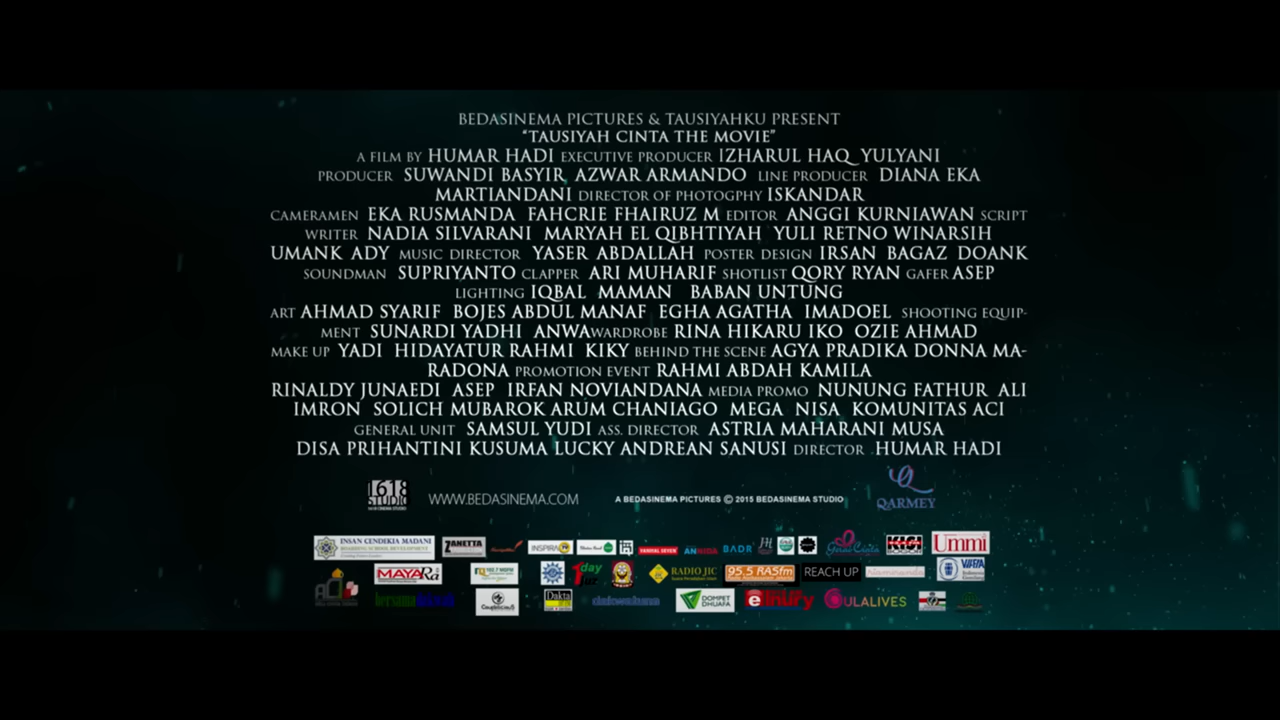 BEDASINEMA PICTURES & TAUSIYAHKU PRESENT
“TAUSIYAH CINTA THE MOVIE”
A FILM BY HUMAR HADI EXECUTIVE PRODUCER IZHARUL HAQ YULYANI
PRODUCER SUWANDI BASYIR, AZWAR ARMANDO LINE PRODUCER DIANA EKA
MARTIANDANI DIRECTOR OF PHOTOGPHY ISKANDAR
CAMERAMEN EKA RUSMANDA FAHCRIE FHAIRUZ M EDITOR ANGGI KURNIAWAN SCRIPT
WRITER NADIA SILVARANI MARYAH EL QIBHTIYAH YULI RETNO WINARSIH
UMANK ADY MUSIC DIRECTOR YASER ABDALLAH POSTER DESIGN IRSAN BAGAZ DOANK
SOUNDMAN SUPRIYANTO CLAPPER ARI MUHARIF SHOTLIST QORY RYAN GAFER ASEP
LIGHTING IQBAL MAMAN BABAN UNTUNG
ART AHMAD SYARIF BOJES ABDUL MANAF EGHA AGATHA IMADOEL SHOOTING EQUIP-
MENT SUNARDI YADHI ANWAWARDROBE RINA HIKARU IKO OZIE AHMAD
MAKE UP YADI HIDAYATUR RAHMI KIKY BEHIND THE SCENE AGYA PRADIKA DONNA MA-
RADONA PROMOTION EVENT RAHMI ABDAH KAMILA
RINALDY JUNAEDI ASEP IRFAN NOVIANDANA MEDIA PROMO NUNUNG FATHUR ALI
IMRON SOLICH MUBAROK ARUM CHANIAGO MEGA NISA KOMUNITAS ACI
GENERAL UNIT SAMSUL YUDI ASS. DIRECTOR ASTRIA MAHARANI MUSA
DISA PRIHANTINI KUSUMA LUCKY ANDREAN SANUSI DIRECTOR HUMAR HADI
1618 STUDIO WWW.BEDASINEMA.COM A BEDASINEMA PICTURES © 2015 BEDASINEMA STUDIO QARMEY
INSAN CENDEKIA MADANI ZANETTA INSPIRA BADR Ummi
MAYARa 1day RADIO JIC 95.5 RASfm REACH UP
Dakta DOMPET DHUAFA ULALIVES